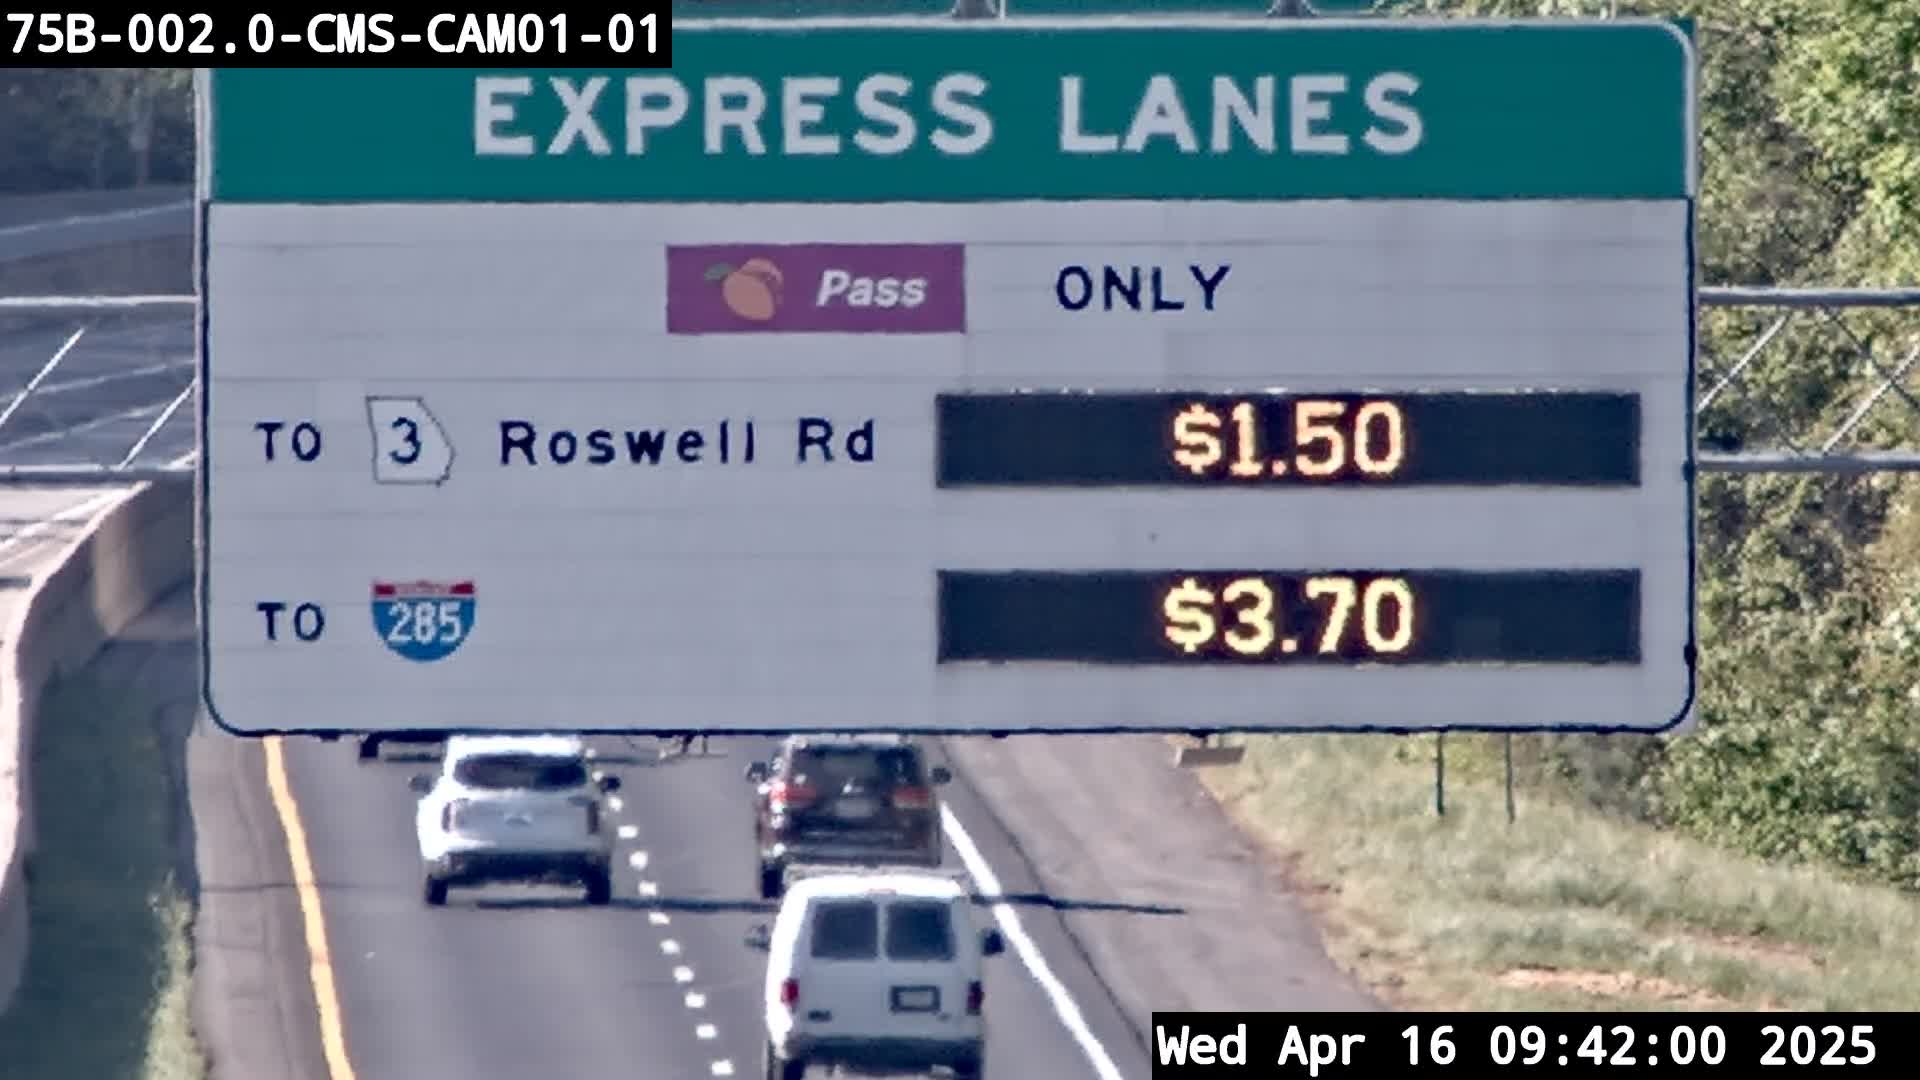 75B-002.0-CMS-CAM01-01
EXPRESS LANES
Pass ONLY
TO 3 Roswell Rd $1.50
TO 285 $3.70
Wed Apr 16 09:42:00 2025